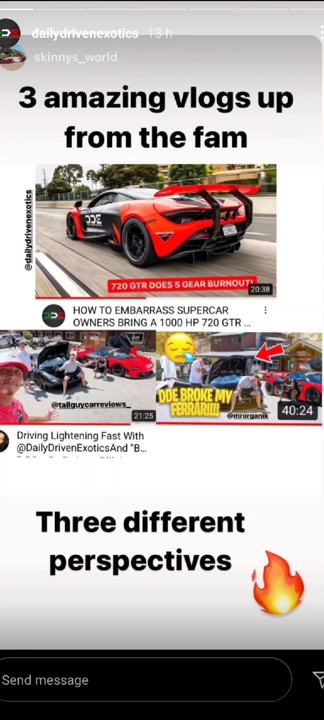 dailydrivenexotics 13 h
skinnys_world
3 amazing vlogs up
from the fam
@dailydrivenexotics
DDE
720 GTR DOES 5 GEAR BURNOUT!
20:38
HOW TO EMBARRASS SUPERCAR
OWNERS BRING A 1000 HP 720 GTR ...
@tallguycarreviews_
21:25
Driving Lightening Fast With
@DailyDrivenExoticsAnd "B...
DDE BROKE MY
FERRARI!!!!
@mrorganik
40:24
Three different
perspectives
Send message